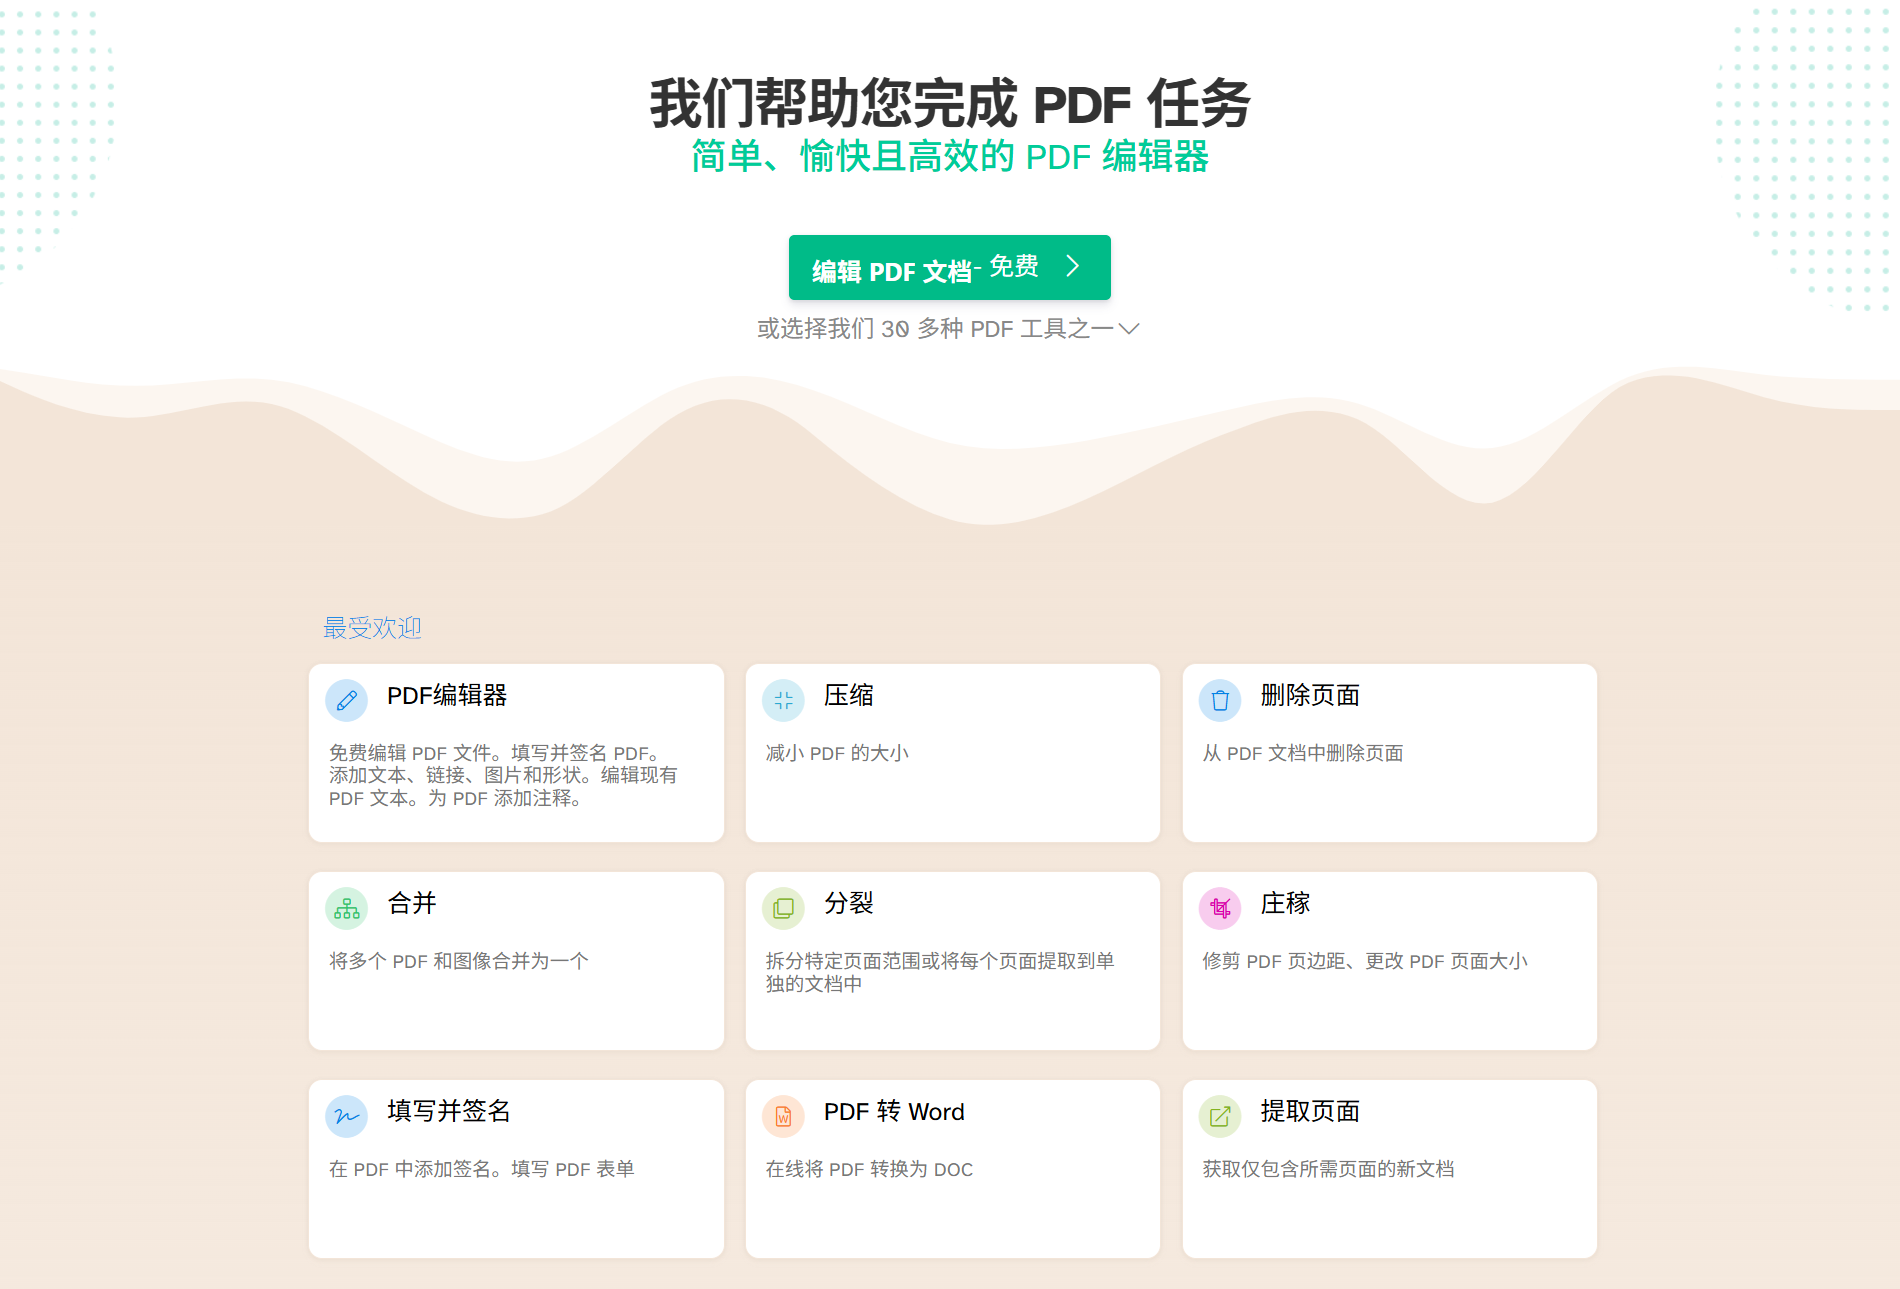 我们帮助您完成 PDF 任务
简单、愉快且高效的 PDF 编辑器
编辑 PDF 文档- 免费
或选择我们 30 多种 PDF 工具之一
最受欢迎
PDF编辑器
免费编辑 PDF 文件。填写并签名 PDF。
添加文本、链接、图片和形状。编辑现有
PDF 文本。为 PDF 添加注释。
压缩
减小 PDF 的大小
删除页面
从 PDF 文档中删除页面
合并
将多个 PDF 和图像合并为一个
分裂
拆分特定页面范围或将每个页面提取到单
独的文档中
庄稼
修剪 PDF 页边距、更改 PDF 页面大小
填写并签名
在 PDF 中添加签名。填写 PDF 表单
PDF 转 Word
在线将 PDF 转换为 DOC
提取页面
获取仅包含所需页面的新文档